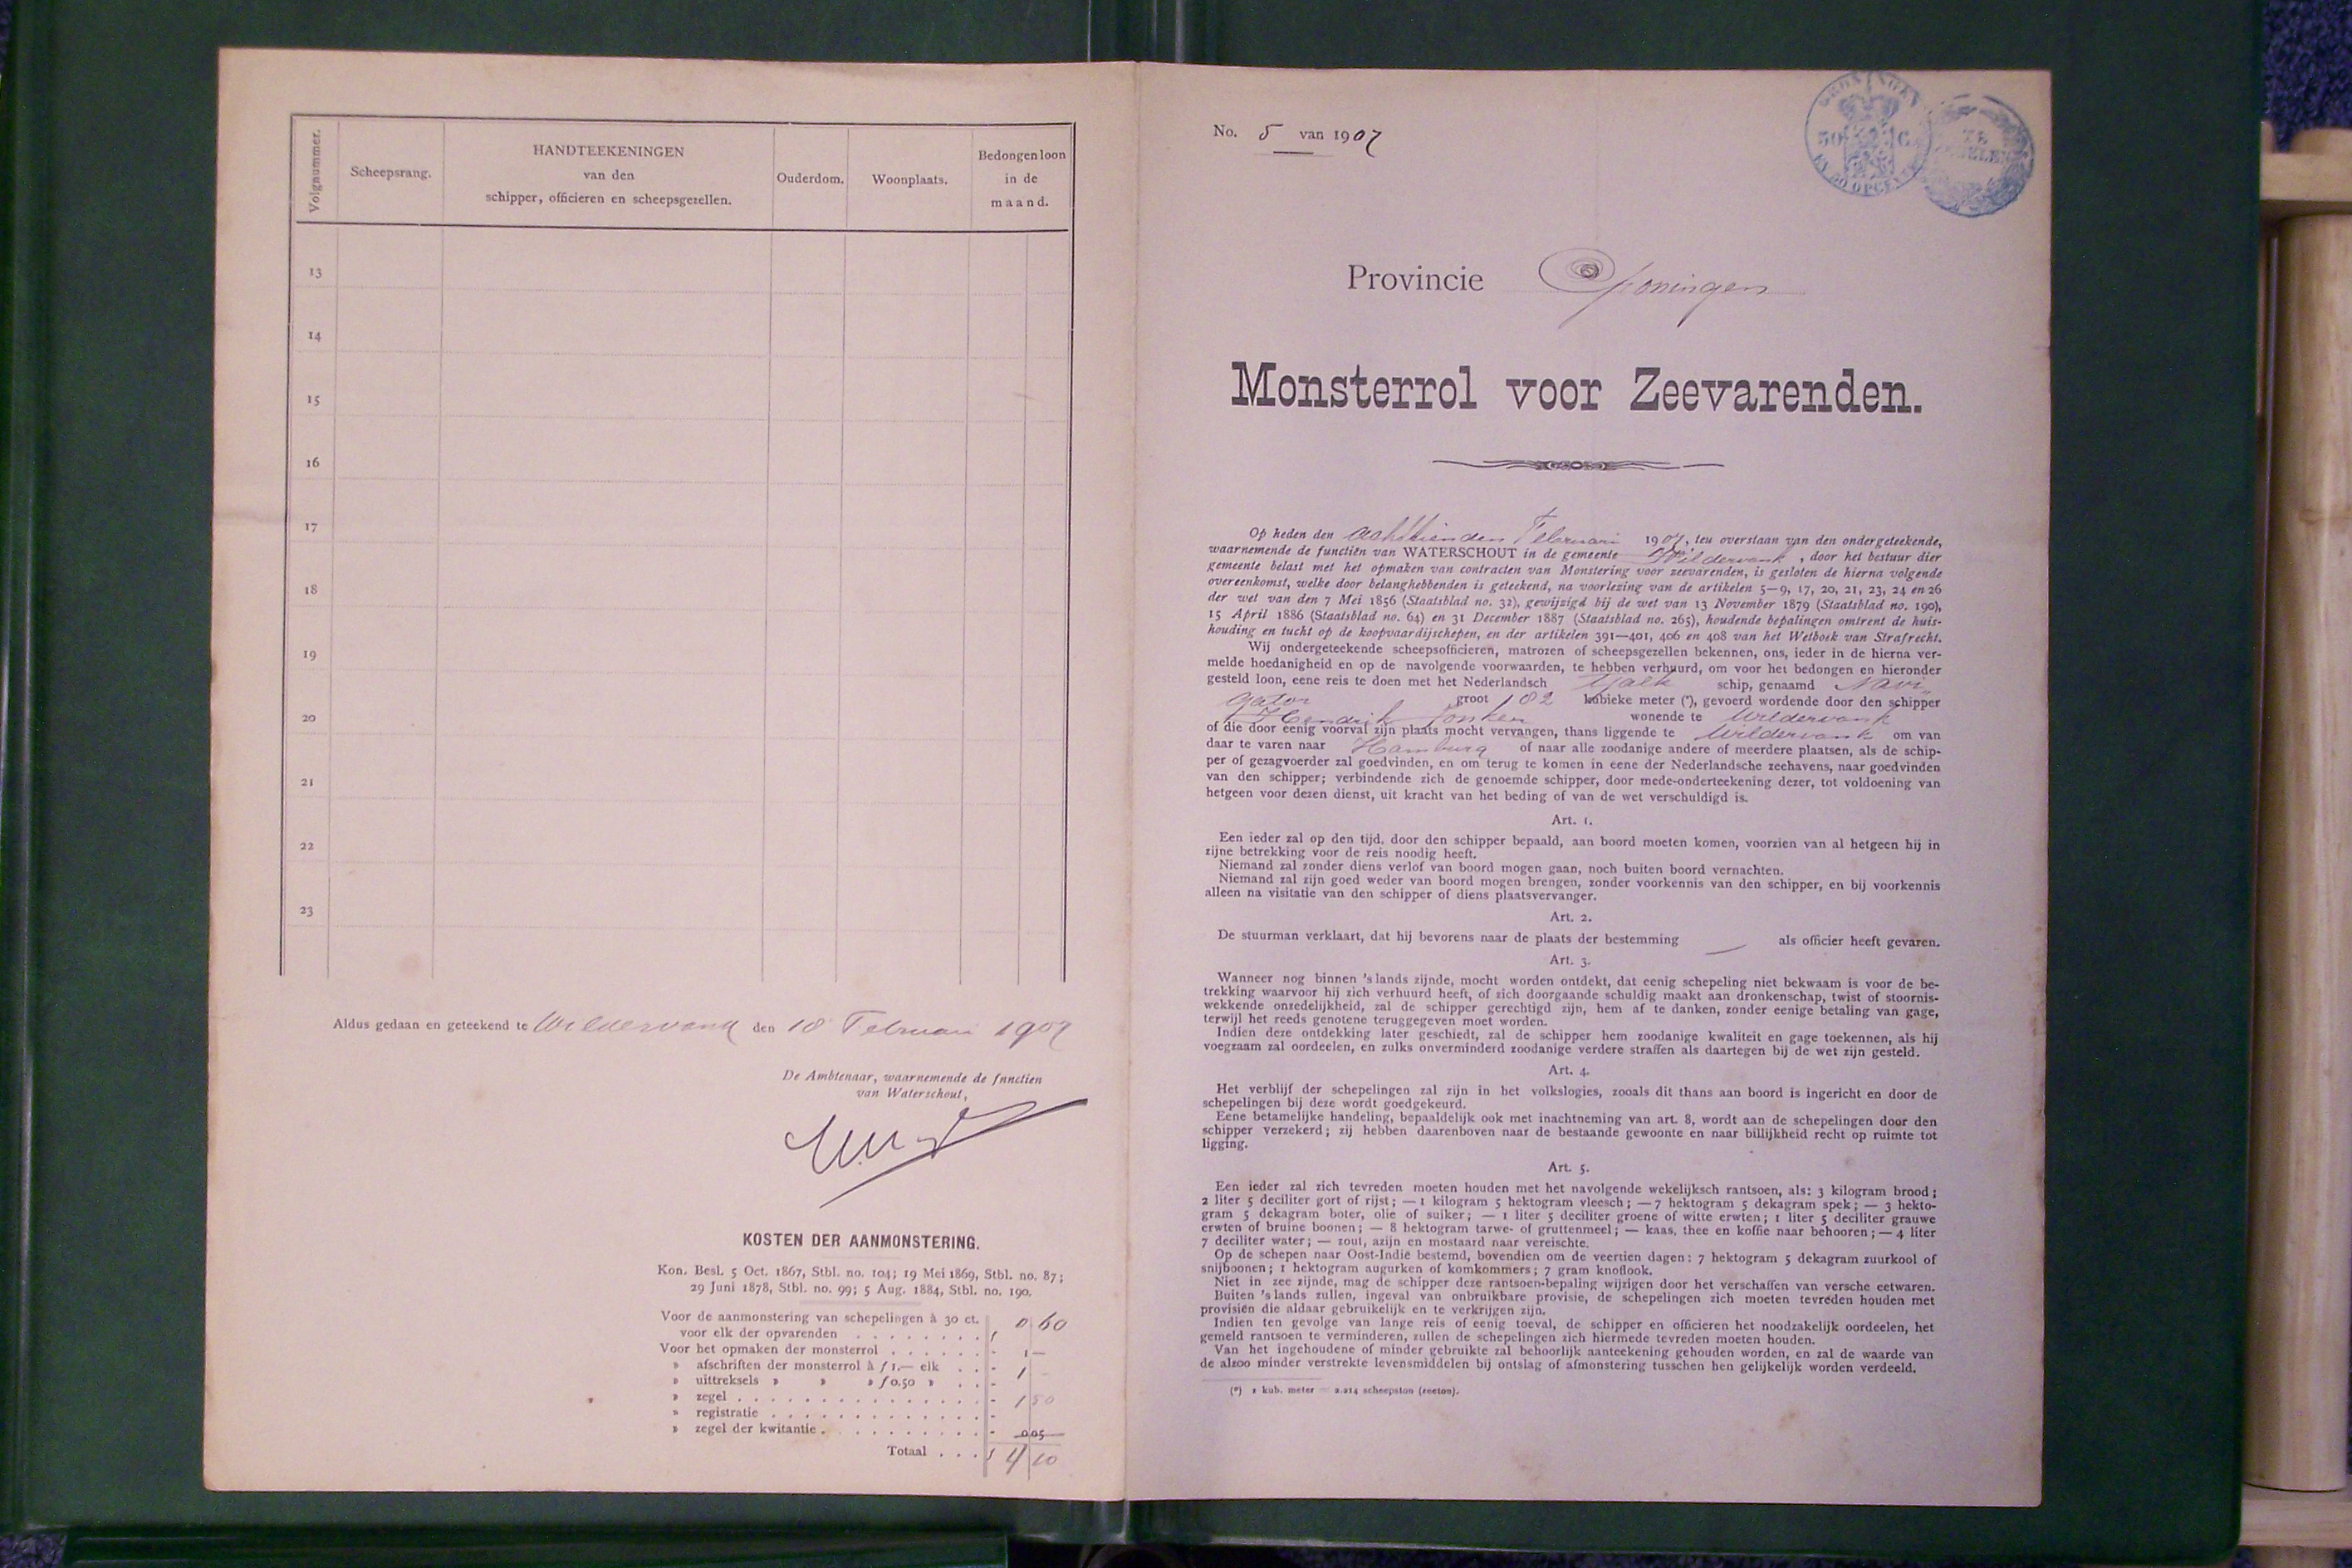 Volgnummer.
Scheepsrang.
HANDTEEKENINGEN
van den
schipper, officieren en scheepsgezellen.
Ouderdom.
Woonplaats.
Bedongen loon
in de
maand.
13
14
15
16
17
18
19
20
21
22
23
Aldus gedaan en geteekend te Wildervank den 18 Februari 1907
De Ambtenaar, waarnemende de fnnctien
van Waterschout,
KOSTEN DER AANMONSTERING.
Kon. Besl. 5 Oct. 1867, Stbl. no. 104; 19 Mei 1869, Stbl. no. 87;
29 Juni 1878, Stbl. no. 99; 5 Aug. 1884, Stbl. no. 190.
Voor de aanmonstering van schepelingen à 30 ct.
voor elk der opvarenden . . . . . . . . f 0 60
Voor het opmaken der monsterrol . . . . . . - 1 —
» afschriften der monsterrol à f 1.— elk . . - 1 -
» uittreksels » » » f 0.50 » . . -
» zegel . . . . . . . . . . . . . . . - 1 50
» registratie . . . . . . . . . . . . . -
» zegel der kwitantie . . . . . . . . . . - 0 05
Totaal . . . f 4 10
No. 5 van 1907
GRONINGEN
50 C.
EN 50 OPCENTEN
Provincie Groningen
Monsterrol voor Zeevarenden.
Op heden den achttienden Februari 1907, ten overstaan van den ondergeteekende,
waarnemende de functiën van WATERSCHOUT in de gemeente Wildervank, door het bestuur dier
gemeente belast met het opmaken van contracten van Monstering voor zeevarenden, is gesloten de hierna volgende
overeenkomst, welke door belanghebbenden is geteekend, na voorlezing van de artikelen 5—9, 17, 20, 21, 23, 24 en 26
der wet van den 7 Mei 1856 (Staatsblad no. 32), gewijzigd bij de wet van 13 November 1879 (Staatsblad no. 190),
15 April 1886 (Staatsblad no. 64) en 31 December 1887 (Staatsblad no. 265), houdende bepalingen omtrent de huis-
houding en tucht op de koopvaardijschepen, en der artikelen 391—401, 406 en 408 van het Wetboek van Strafrecht.
Wij ondergeteekende scheepsofficieren, matrozen of scheepsgezellen bekennen, ons, ieder in de hierna ver-
melde hoedanigheid en op de navolgende voorwaarden, te hebben verhuurd, om voor het bedongen en hieronder
gesteld loon, eene reis te doen met het Nederlandsch Tjalk schip, genaamd Navi„
gator groot 182 kubieke meter (*), gevoerd wordende door den schipper
Hendrik Jonker wonende te Wildervank
of die door eenig voorval zijn plaats mocht vervangen, thans liggende te Wildervank om van
daar te varen naar Hamburg of naar alle zoodanige andere of meerdere plaatsen, als de schip-
per of gezagvoerder zal goedvinden, en om terug te komen in eene der Nederlandsche zeehavens, naar goedvinden
van den schipper; verbindende zich de genoemde schipper, door mede-onderteekening dezer, tot voldoening van
hetgeen voor dezen dienst, uit kracht van het beding of van de wet verschuldigd is.
Art. 1.
Een ieder zal op den tijd, door den schipper bepaald, aan boord moeten komen, voorzien van al hetgeen hij in
zijne betrekking voor de reis noodig heeft.
Niemand zal zonder diens verlof van boord mogen gaan, noch buiten boord vernachten.
Niemand zal zijn goed weder van boord mogen brengen, zonder voorkennis van den schipper, en bij voorkennis
alleen na visitatie van den schipper of diens plaatsvervanger.
Art. 2.
De stuurman verklaart, dat hij bevorens naar de plaats der bestemming — als officier heeft gevaren.
Art. 3.
Wanneer nog binnen 's lands zijnde, mocht worden ontdekt, dat eenig schepeling niet bekwaam is voor de be-
trekking waarvoor hij zich verhuurd heeft, of zich doorgaande schuldig maakt aan dronkenschap, twist of stoornis-
wekkende onzedelijkheid, zal de schipper gerechtigd zijn, hem af te danken, zonder eenige betaling van gage,
terwijl het reeds genotene teruggegeven moet worden.
Indien deze ontdekking later geschiedt, zal de schipper hem zoodanige kwaliteit en gage toekennen, als hij
voegzaam zal oordeelen, en zulks onverminderd zoodanige verdere straffen als daartegen bij de wet zijn gesteld.
Art. 4.
Het verblijf der schepelingen zal zijn in het volkslogies, zooals dit thans aan boord is ingericht en door de
schepelingen bij deze wordt goedgekeurd.
Eene betamelijke handeling, bepaaldelijk ook met inachtneming van art. 8, wordt aan de schepelingen door den
schipper verzekerd; zij hebben daarenboven naar de bestaande gewoonte en naar billijkheid recht op ruimte tot
ligging.
Art. 5.
Een ieder zal zich tevreden moeten houden met het navolgende wekelijksch rantsoen, als: 3 kilogram brood;
2 liter 5 deciliter gort of rijst; — 1 kilogram 5 hektogram vleesch; — 7 hektogram 5 dekagram spek; — 3 hekto-
gram 5 dekagram boter, olie of suiker; — 1 liter 5 deciliter groene of witte erwten; 1 liter 5 deciliter grauwe
erwten of bruine boonen; — 8 hektogram tarwe- of gruttenmeel; — kaas, thee en koffie naar behooren; — 4 liter
7 deciliter water; — zout, azijn en mostaard naar vereischte.
Op de schepen naar Oost-Indië bestemd, bovendien om de veertien dagen: 7 hektogram 5 dekagram zuurkool of
snijboonen; 1 hektogram augurken of komkommers; 7 gram knoflook.
Niet in zee zijnde, mag de schipper deze rantsoen-bepaling wijzigen door het verschaffen van versche eetwaren.
Buiten 's lands zullen, ingeval van onbruikbare provisie, de schepelingen zich moeten tevreden houden met
provisiën die aldaar gebruikelijk en te verkrijgen zijn.
Indien ten gevolge van lange reis of eenig toeval, de schipper en officieren het noodzakelijk oordeelen, het
gemeld rantsoen te verminderen, zullen de schepelingen zich hiermede tevreden moeten houden.
Van het ingehoudene of minder gebruikte zal behoorlijk aanteekening gehouden worden, en zal de waarde van
de alzoo minder verstrekte levensmiddelen bij ontslag of afmonstering tusschen hen gelijkelijk worden verdeeld.
(*) 1 kub. meter = 2.214 scheepston (zeeton).